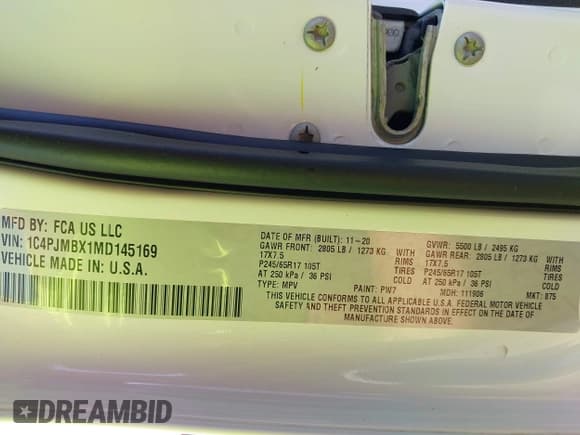 MFD BY: FCA US LLC
VIN: 1C4PJMBX1MD145169
VEHICLE MADE IN: U.S.A.
DATE OF MFR (BUILT): 11-20
GVWR: 5500 LB / 2495 KG
GAWR FRONT: 2805 LB / 1273 KG
GAWR REAR: 2805 LB / 1273 KG
17X7.5 RIMS
17X7.5 RIMS
P245/65R17 105T TIRES
P245/65R17 105T TIRES
AT 250 kPa / 36 PSI COLD
AT 250 kPa / 36 PSI COLD
TYPE: MPV
PAINT: PW7
MDH: 111906
MKT: 875
THIS VEHICLE CONFORMS TO ALL APPLICABLE U.S.A. FEDERAL MOTOR VEHICLE
SAFETY AND THEFT PREVENTION STANDARDS IN EFFECT ON THE DATE OF
MANUFACTURE SHOWN ABOVE.
DREAMBID